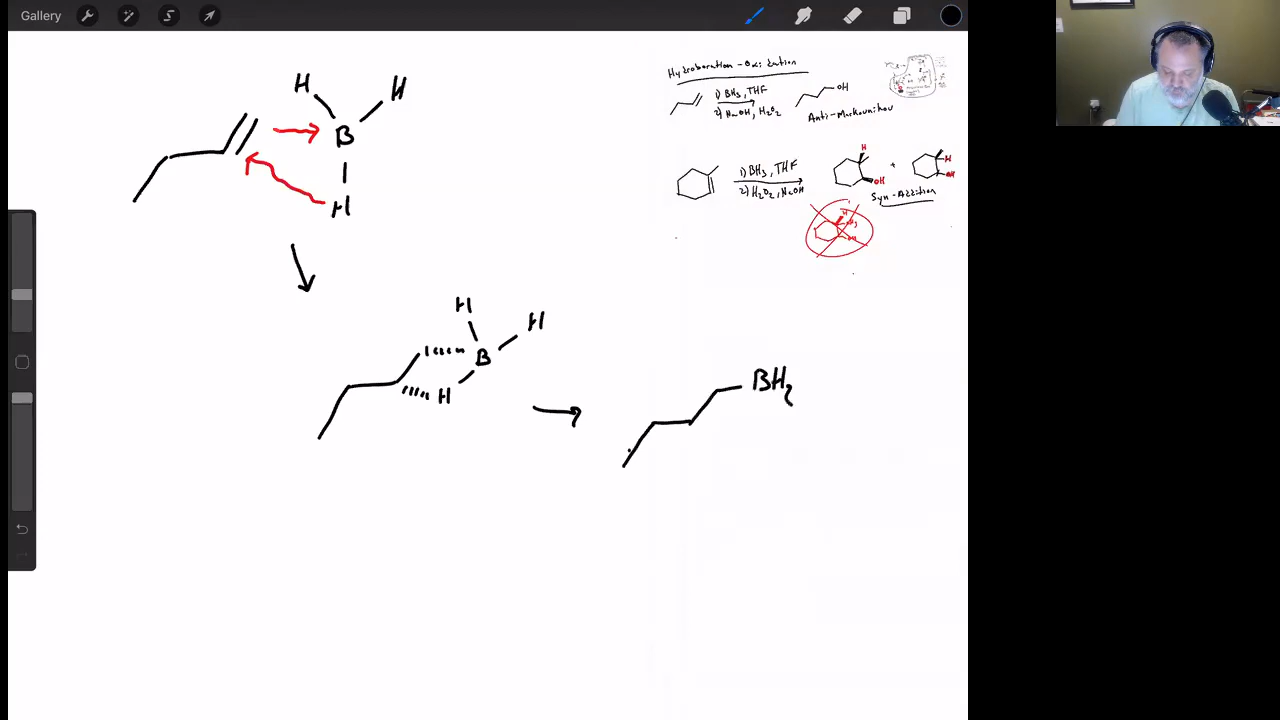 Gallery
H
H
B
H
H
H
B
H
BH2
Hydroboration-Oxidation
1) BH3, THF
2) NaOH, H2O2
OH
Anti-Markovnikov
1) BH3, THF
2) H2O2, NaOH
H
OH
+
H
OH
Syn-Addition
H
OH